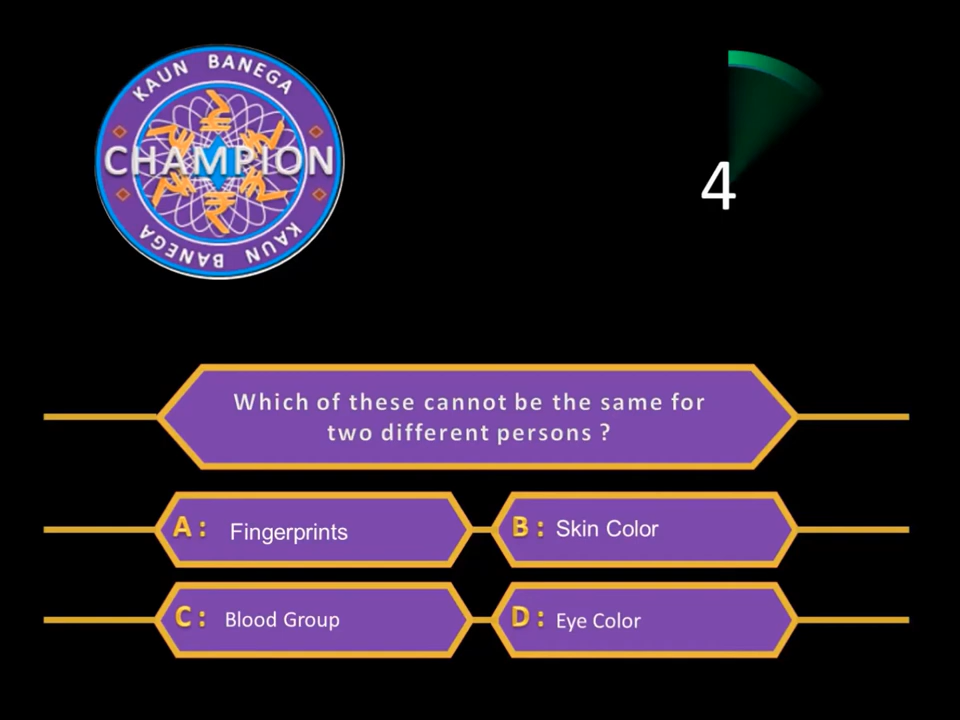 KAUN BANEGA
CHAMPION
KAUN BANEGA
4
Which of these cannot be the same for
two different persons ?
A : Fingerprints
B : Skin Color
C : Blood Group
D : Eye Color